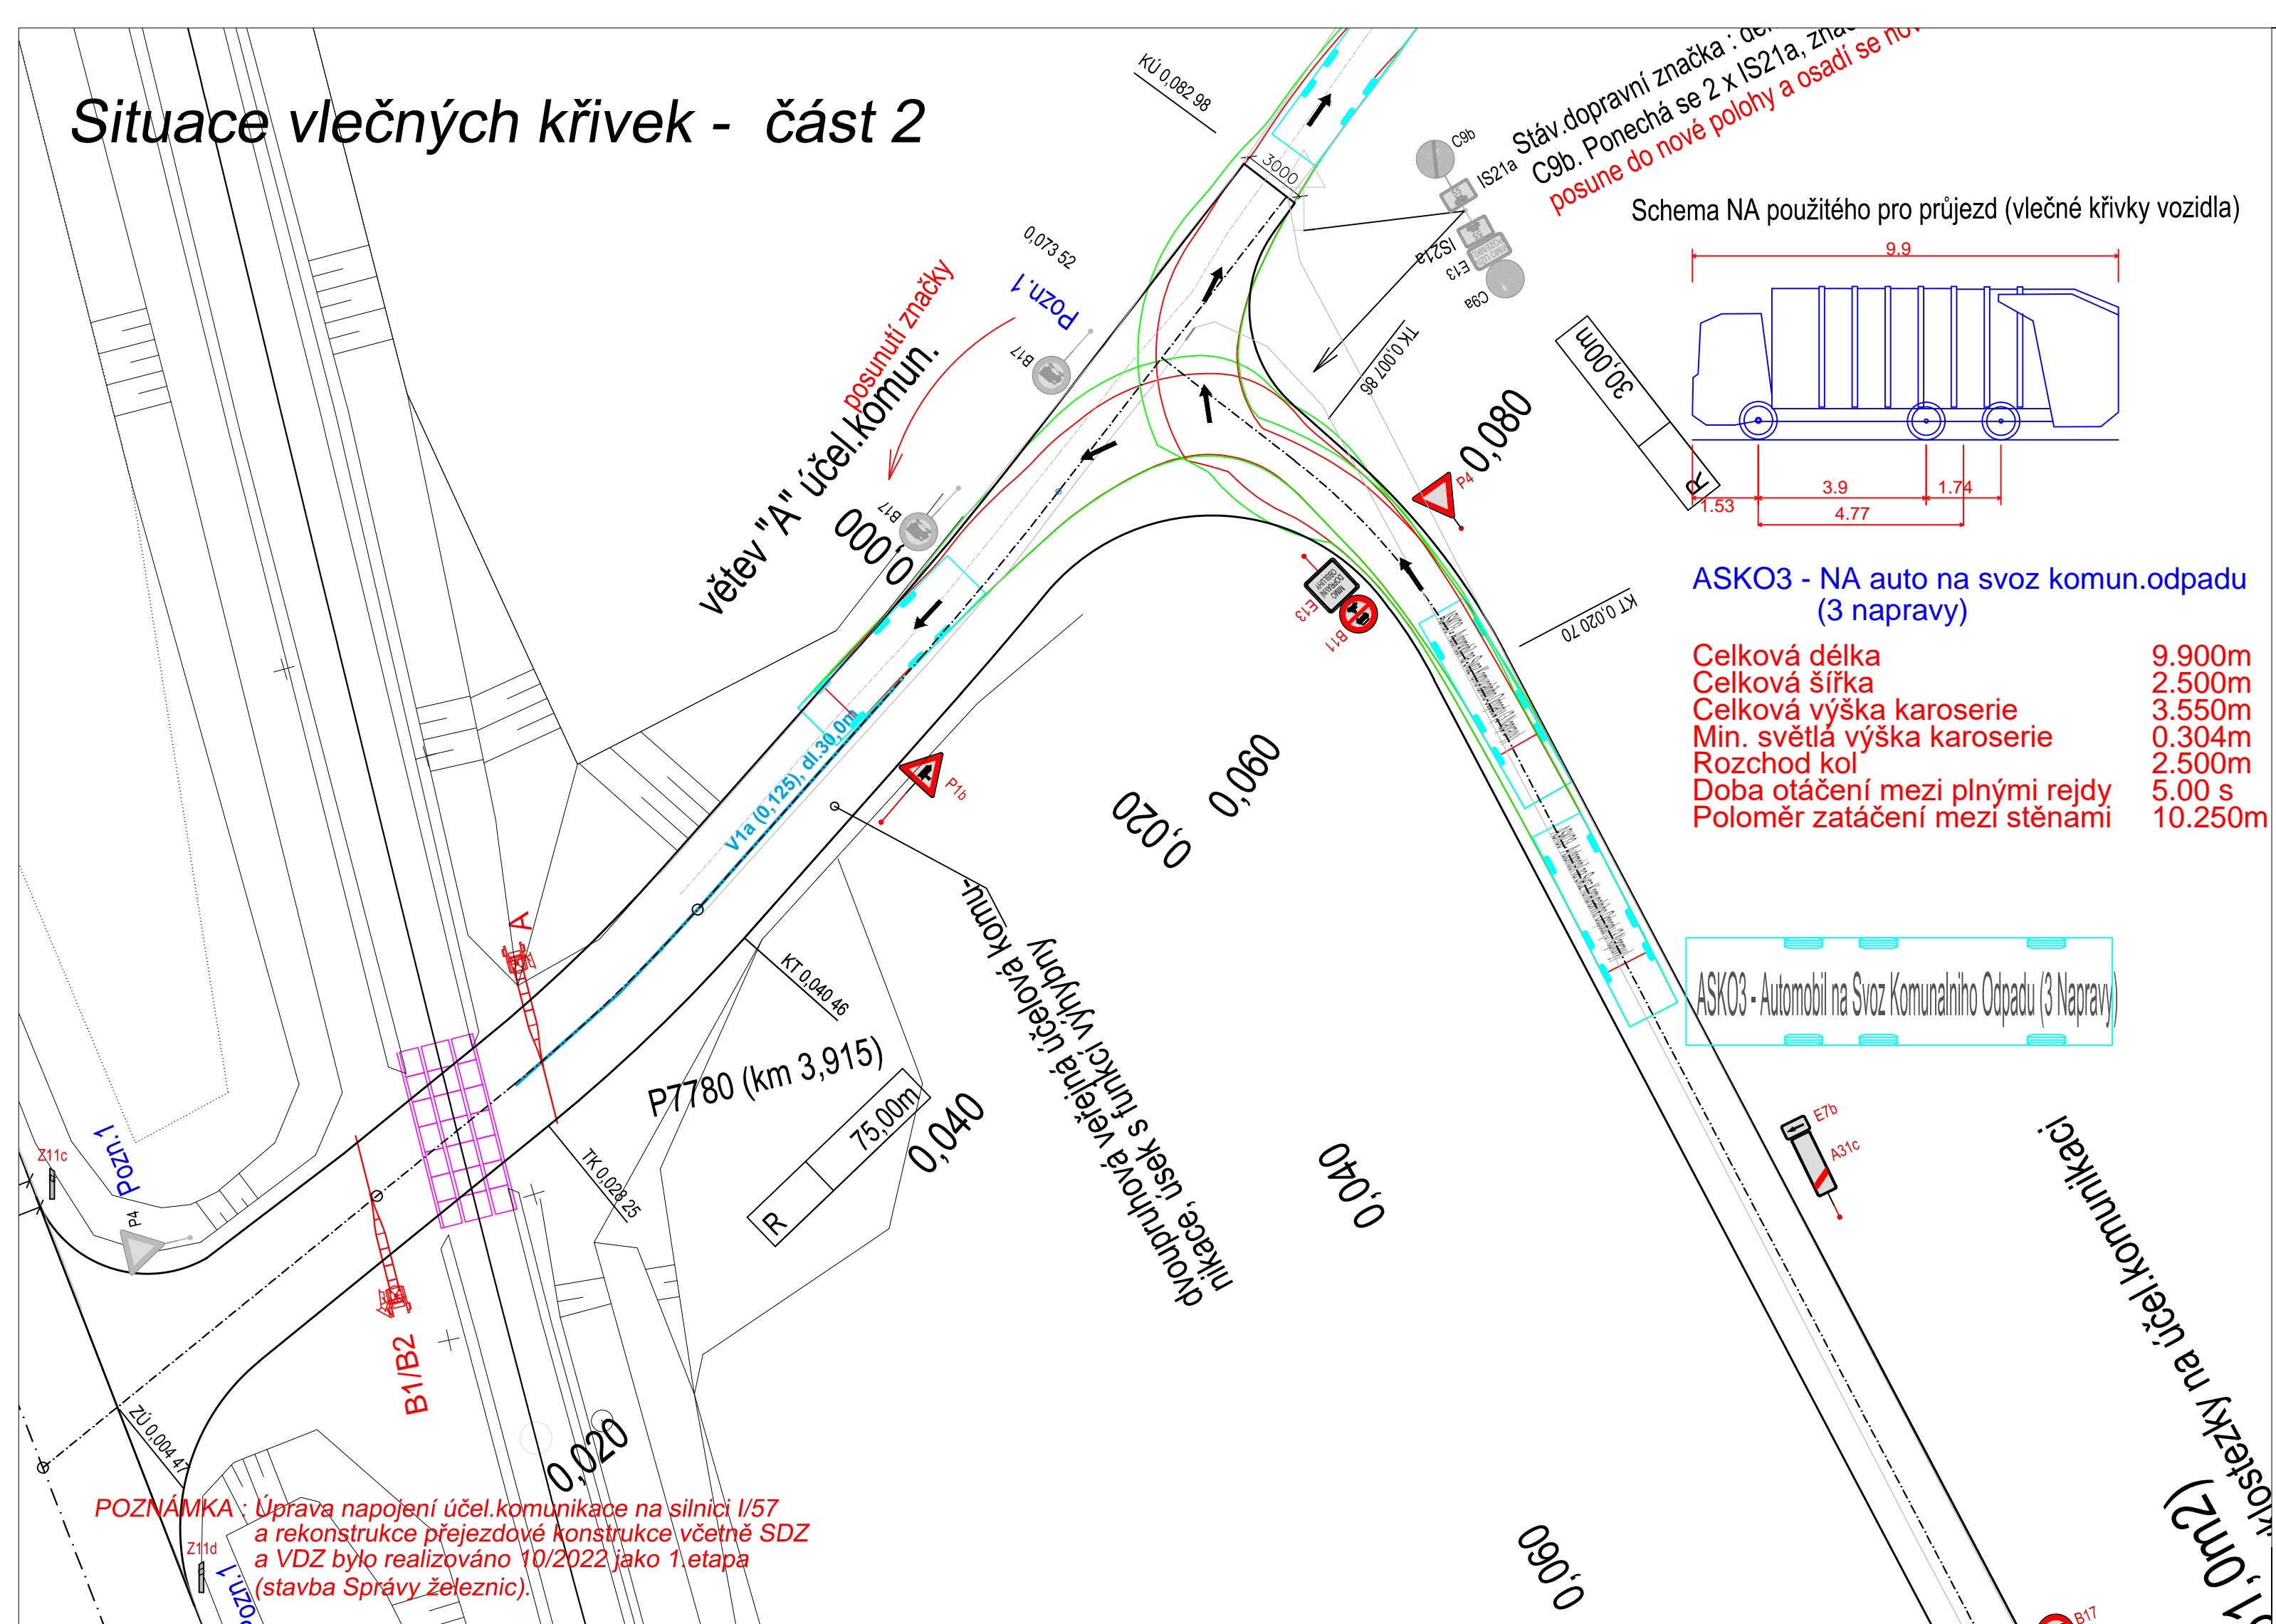 Situace vlečných křivek - část 2
KÚ 0,082 98
3000
C9b
IS21a
Stáv.dopravní značka :
C9b. Ponechá se 2 x IS21a,
posune do nové polohy a osadí se
IS21a
E13
C9a
Schema NA použitého pro průjezd (vlečné křivky vozidla)
9.9
1.53
3.9
1.74
4.77
30,00m
R
0,073 52
Pozn.1
posunutí značky
B17
větev "A" účel.komun.
B17
0,000
TK 0,007 86
0,080
P4
E13
MIMO
DOPRAVNÍ
OBSLUHY
B11
KT 0,020 70
ASKO3 - NA auto na svoz komun.odpadu
(3 napravy)
Celková délka 9.900m
Celková šířka 2.500m
Celková výška karoserie 3.550m
Min. světlá výška karoserie 0.304m
Rozchod kol 2.500m
Doba otáčení mezi plnými rejdy 5.00 s
Poloměr zatáčení mezi stěnami 10.250m
ASKO3 - Automobil na Svoz Komunalniho Odpadu (3 Napravy)
V1a (0,125), dl.30,0m
P1b
0,020
0,060
A
KT 0,040 46
dvoupruhová veřejná účelová komu-
nikace, úsek s funkcí výhybny
P7780 (km 3,915)
R
75,00m
0,040
0,040
TK 0,028 25
E7b
A31c
Pozn.1
Z11c
P4
B1/B2
ZÚ 0,004 47
0,020
0,060
na účel.komunikaci
B17
POZNÁMKA : Úprava napojení účel.komunikace na silnici I/57
a rekonstrukce přejezdové konstrukce včetně SDZ
a VDZ bylo realizováno 10/2022 jako 1.etapa
(stavba Správy železnic).
Z11d